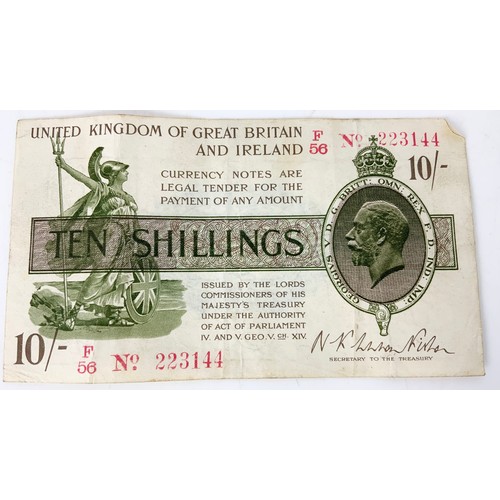 UNITED KINGDOM OF GREAT BRITAIN
AND IRELAND
F
56
No 223144
10/-
CURRENCY NOTES ARE
LEGAL TENDER FOR THE
PAYMENT OF ANY AMOUNT
TEN SHILLINGS
GEORGIVS V D. G. BRITT: OMN: REX F. D. IND: IMP:
ISSUED BY THE LORDS
COMMISSIONERS OF HIS
MAJESTY'S TREASURY
UNDER THE AUTHORITY
OF ACT OF PARLIAMENT
IV. AND V. GEO. V. CH. XIV.
10/-
F
56
No 223144
SECRETARY TO THE TREASURY